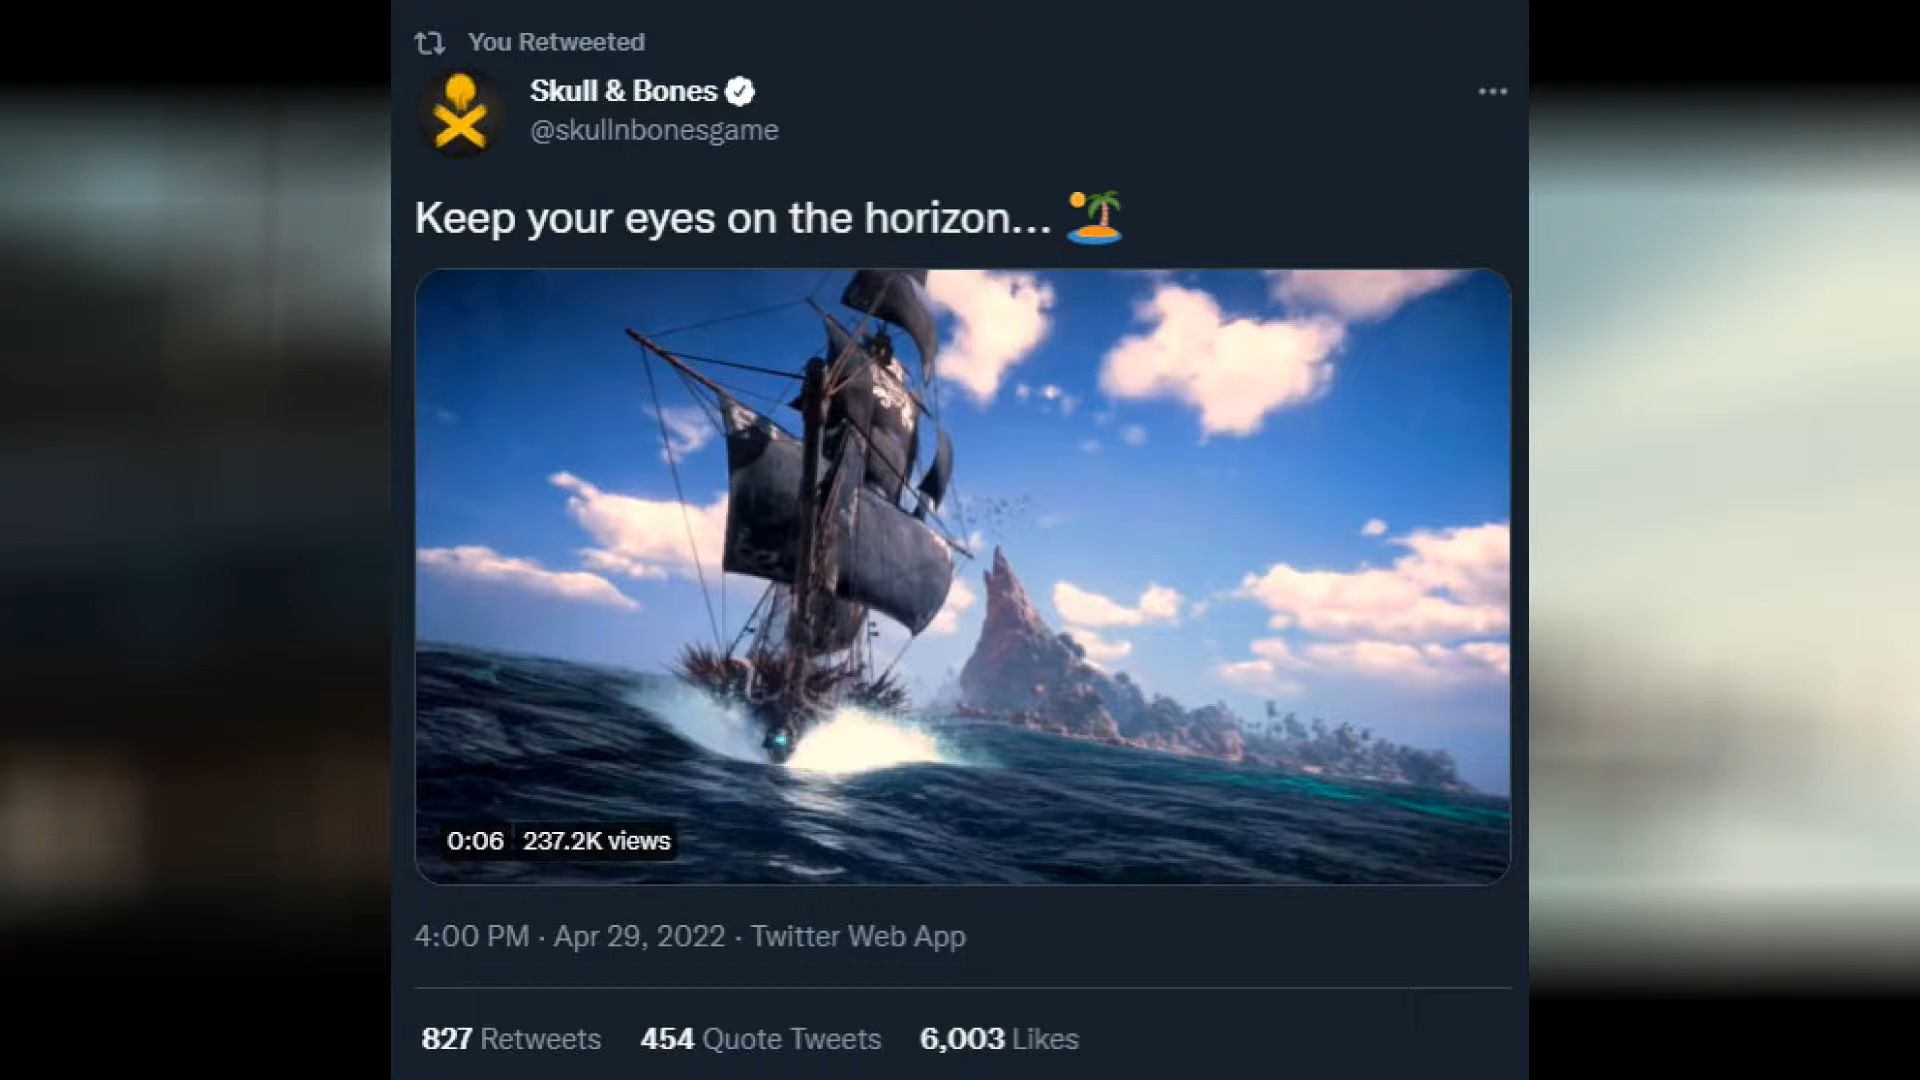 You Retweeted
Skull & Bones
@skullnbonesgame
Keep your eyes on the horizon... 🏝️
0:06 237.2K views
4:00 PM · Apr 29, 2022 · Twitter Web App
827 Retweets 454 Quote Tweets 6,003 Likes